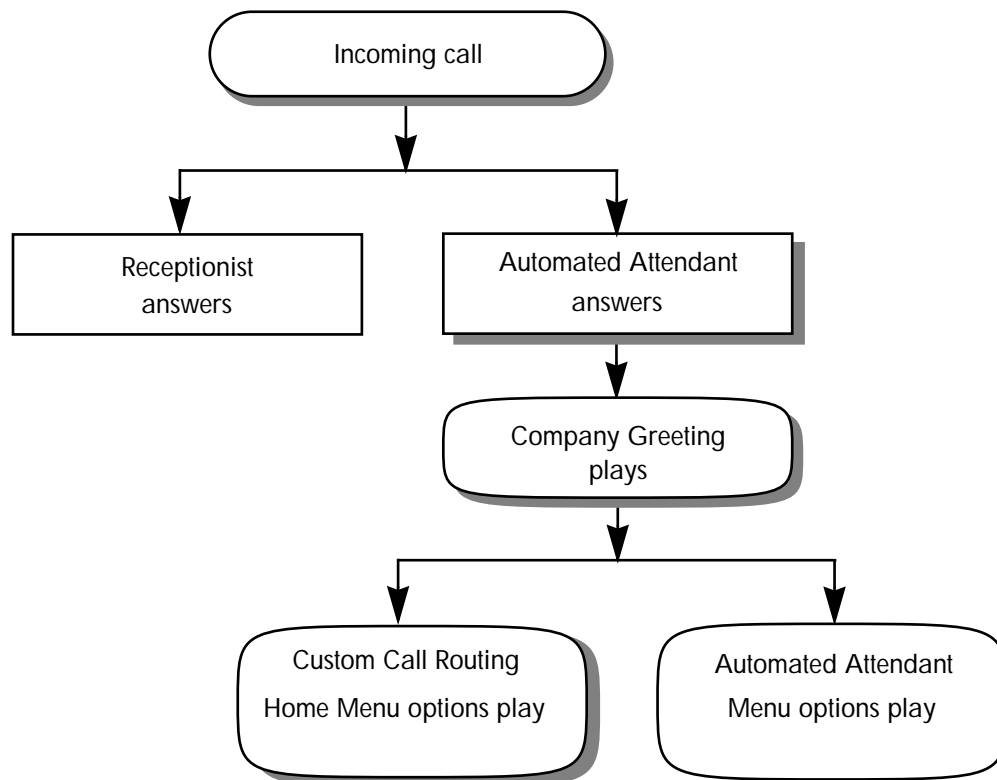 Incoming call
Receptionist
answers
Automated Attendant
answers
Company Greeting
plays
Custom Call Routing
Home Menu options play
Automated Attendant
Menu options play